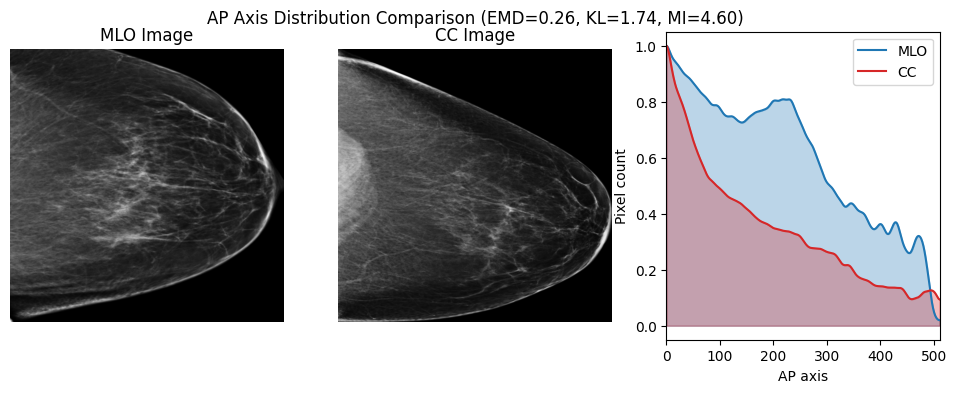 AP Axis Distribution Comparison (EMD=0.26, KL=1.74, MI=4.60)
MLO Image
CC Image
MLO
CC
Pixel count
1.0
0.8
0.6
0.4
0.2
0.0
0 100 200 300 400 500
AP axis